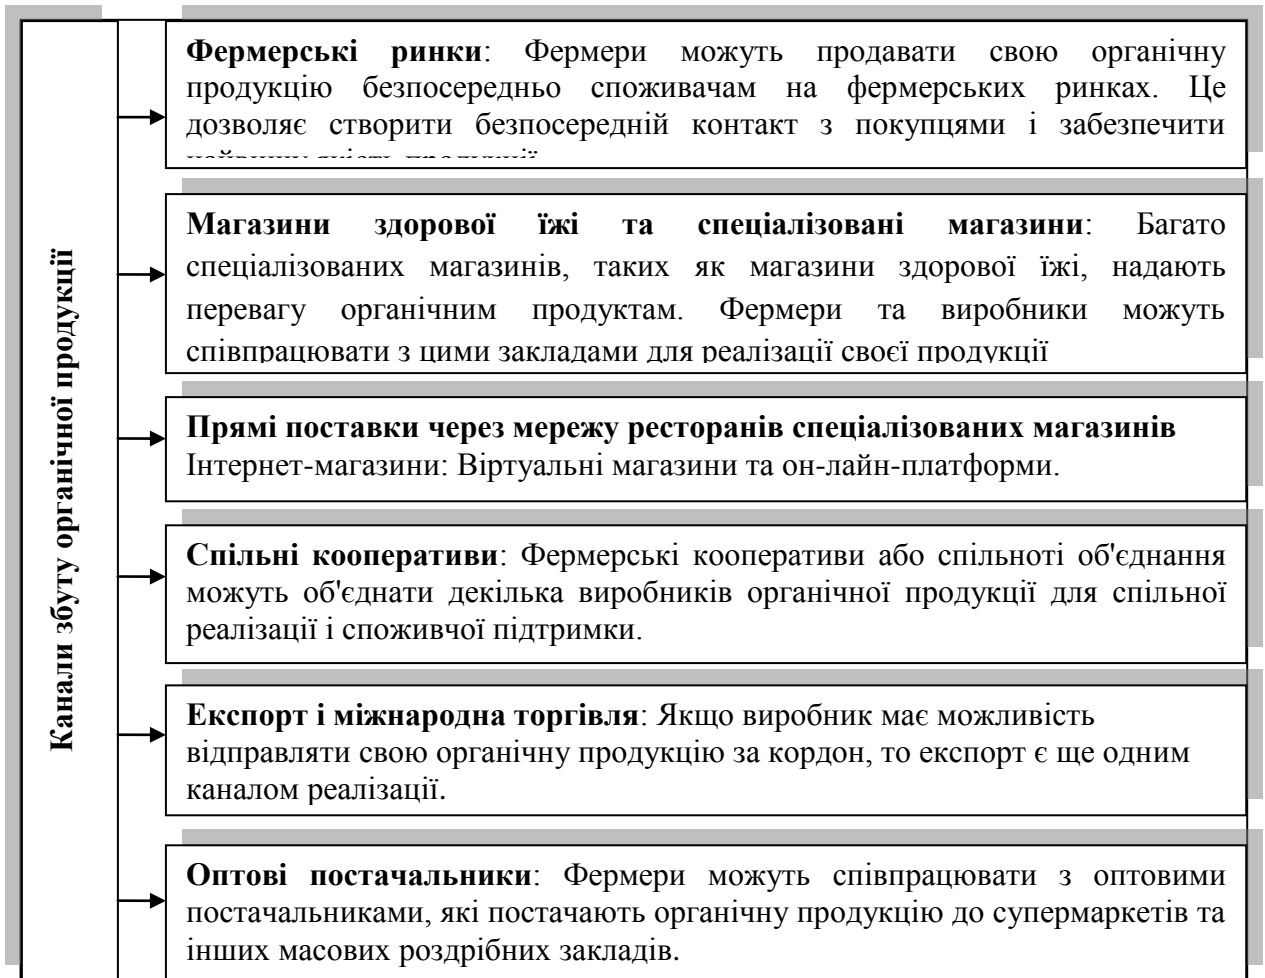 Канали збуту органічної продукції
Фермерські ринки: Фермери можуть продавати свою органічну
продукцію безпосередньо споживачам на фермерських ринках. Це
дозволяє створити безпосередній контакт з покупцями і забезпечити
найвищу якість продукції
Магазини здорової їжі та спеціалізовані магазини: Багато
спеціалізованих магазинів, таких як магазини здорової їжі, надають
перевагу органічним продуктам. Фермери та виробники можуть
співпрацювати з цими закладами для реалізації своєї продукції
Прямі поставки через мережу ресторанів спеціалізованих магазинів
Інтернет-магазини: Віртуальні магазини та он-лайн-платформи.
Спільні кооперативи: Фермерські кооперативи або спільноті об'єднання
можуть об'єднати декілька виробників органічної продукції для спільної
реалізації і споживчої підтримки.
Експорт і міжнародна торгівля: Якщо виробник має можливість
відправляти свою органічну продукцію за кордон, то експорт є ще одним
каналом реалізації.
Оптові постачальники: Фермери можуть співпрацювати з оптовими
постачальниками, які постачають органічну продукцію до супермаркетів та
інших масових роздрібних закладів.